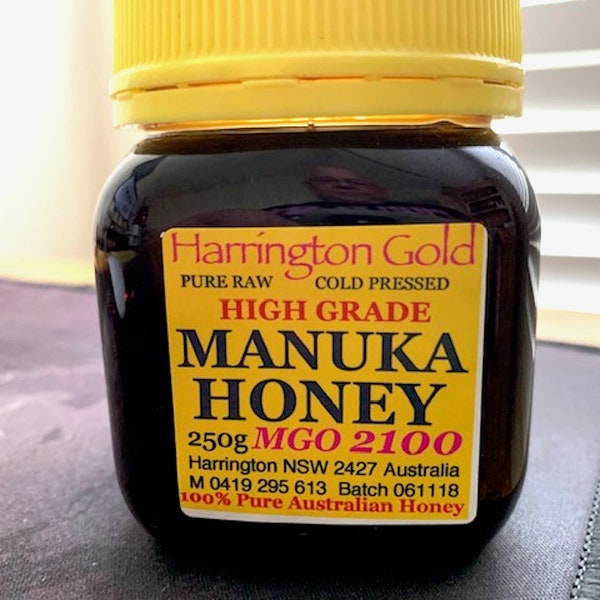 Harrington Gold
PURE RAW COLD PRESSED
HIGH GRADE
MANUKA
HONEY
250g MGO 2100
Harrington NSW 2427 Australia
M 0419 295 613 Batch 061118
100% Pure Australian Honey